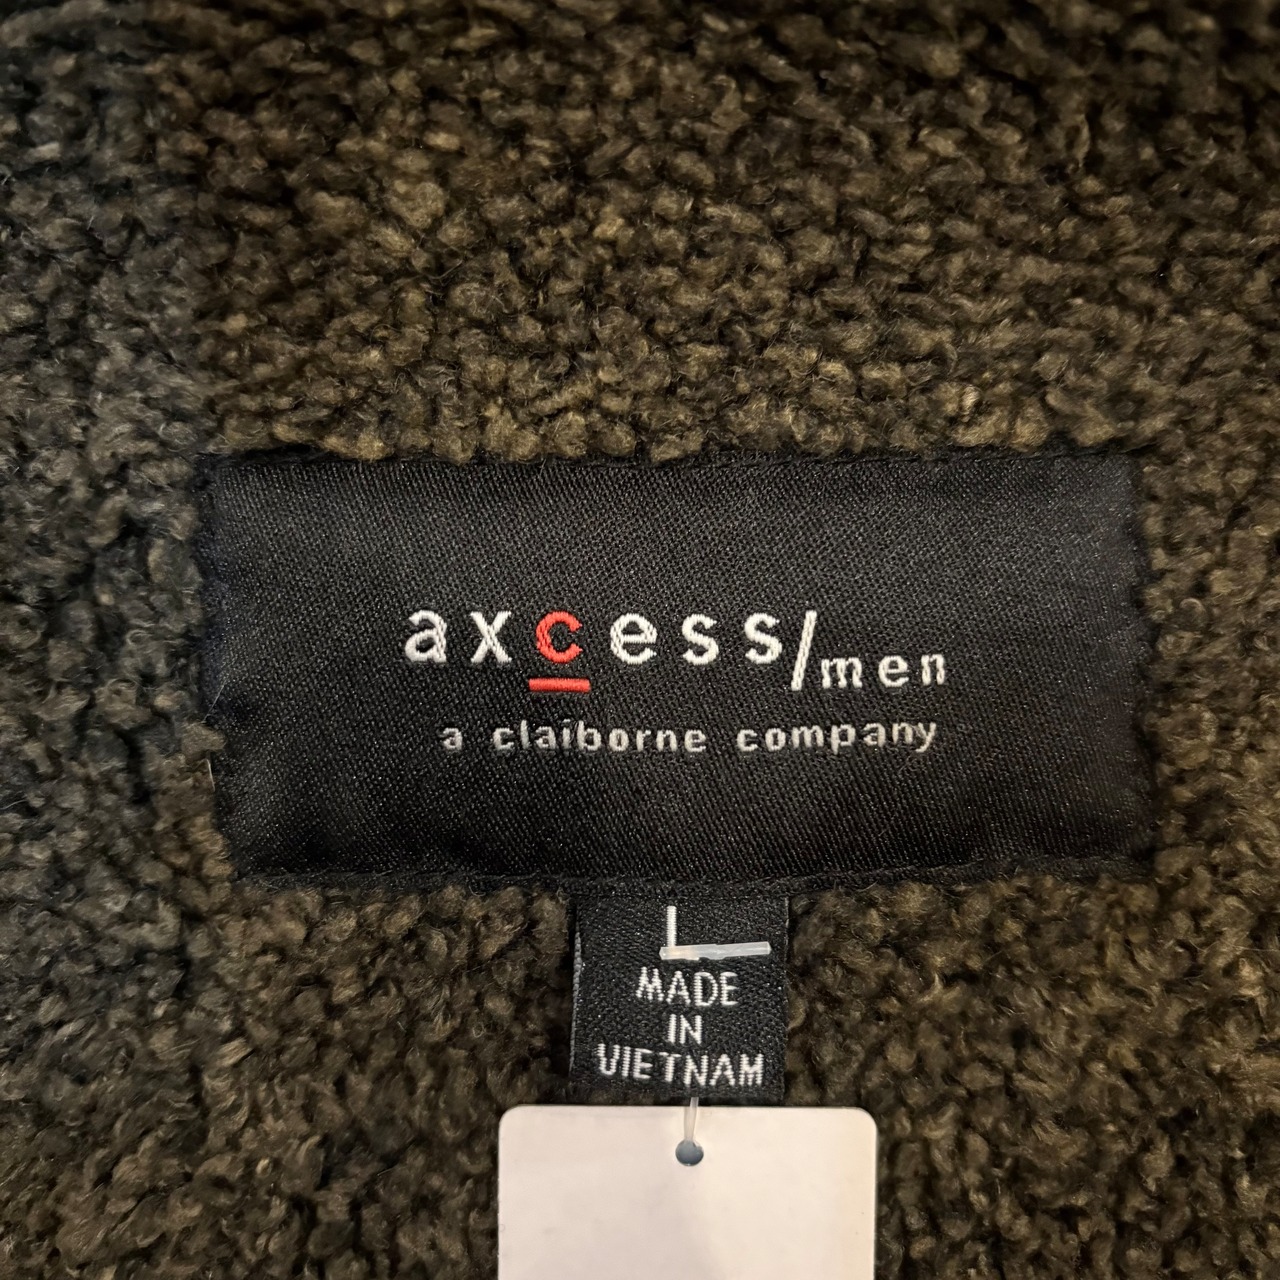 axcess/men
a claiborne company
L
MADE
IN
VIETNAM